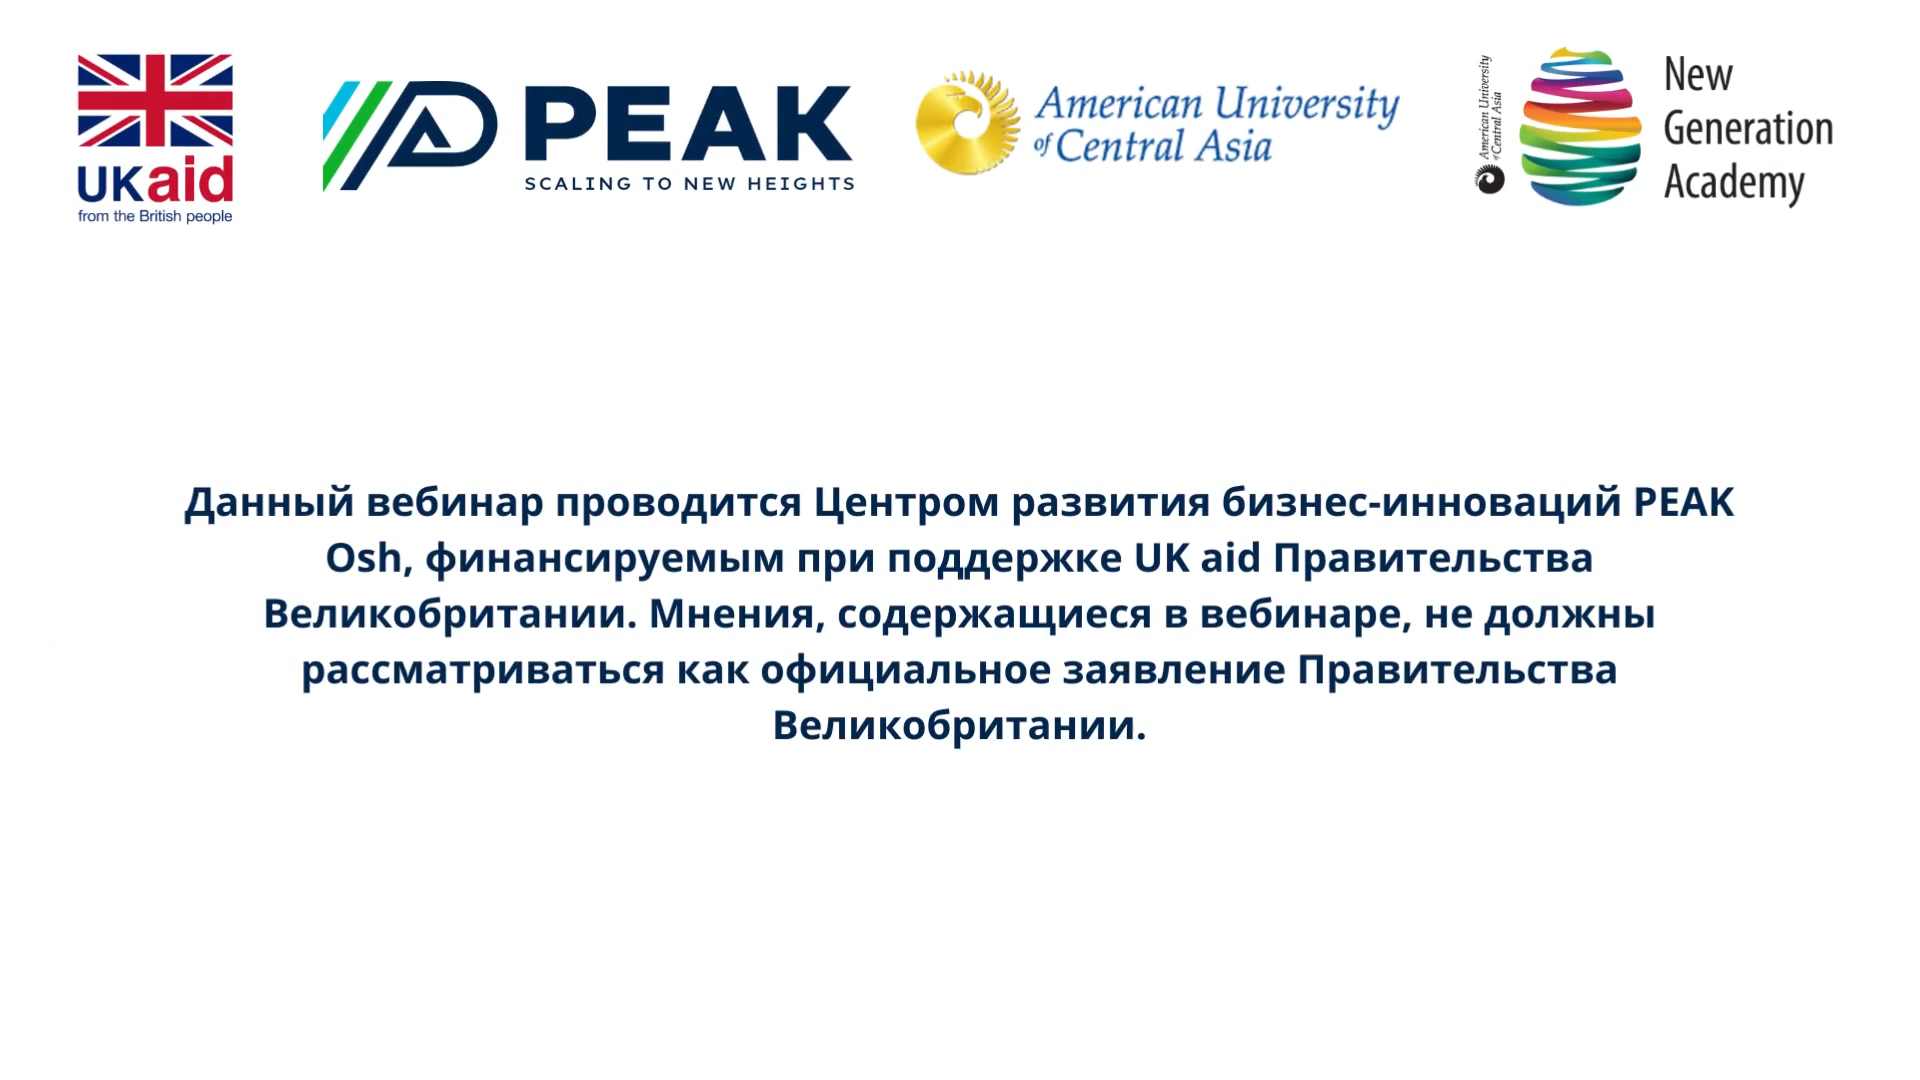 UKaid
from the British people
PEAK
SCALING TO NEW HEIGHTS
American University
of Central Asia
American University
of Central Asia
New
Generation
Academy
Данный вебинар проводится Центром развития бизнес-инноваций PEAK
Osh, финансируемым при поддержке UK aid Правительства
Великобритании. Мнения, содержащиеся в вебинаре, не должны
рассматриваться как официальное заявление Правительства
Великобритании.